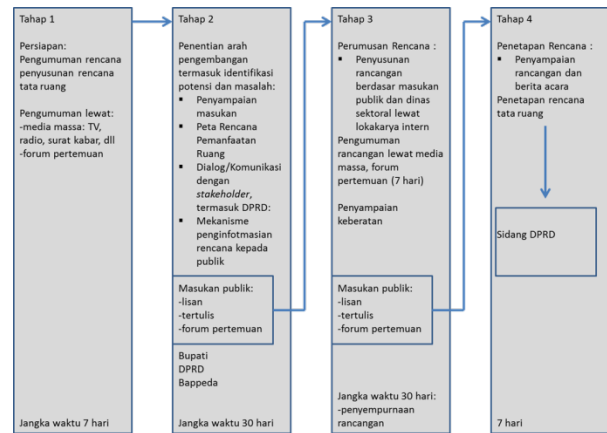 Tahap 1
Persiapan:
Pengumuman rencana
penyusunan rencana
tata ruang
Pengumuman lewat:
-media massa: TV,
radio, surat kabar, dll
-forum pertemuan
Jangka waktu 7 hari
Tahap 2
Penentian arah
pengembangan
termasuk identifikasi
potensi dan masalah:
▪ Penyampaian
masukan
▪ Peta Rencana
Pemanfaatan
Ruang
▪ Dialog/Komunikasi
dengan
stakeholder,
termasuk DPRD:
▪ Mekanisme
penginfotmasian
rencana kepada
publik
Masukan publik:
-lisan
-tertulis
-forum pertemuan
Bupati
DPRD
Bappeda
Jangka waktu 30 hari
Tahap 3
Perumusan Rencana :
▪ Penyusunan
rancangan
berdasar masukan
publik dan dinas
sektoral lewat
lokakarya intern
Pengumuman
rancangan lewat media
massa, forum
pertemuan (7 hari)
Penyampaian
keberatan
Masukan publik:
-lisan
-tertulis
-forum pertemuan
Jangka waktu 30 hari:
-penyempurnaan
rancangan
Tahap 4
Penetapan Rencana :
▪ Penyampaian
rancangan dan
berita acara
Penetapan rencana
tata ruang
Sidang DPRD
7 hari